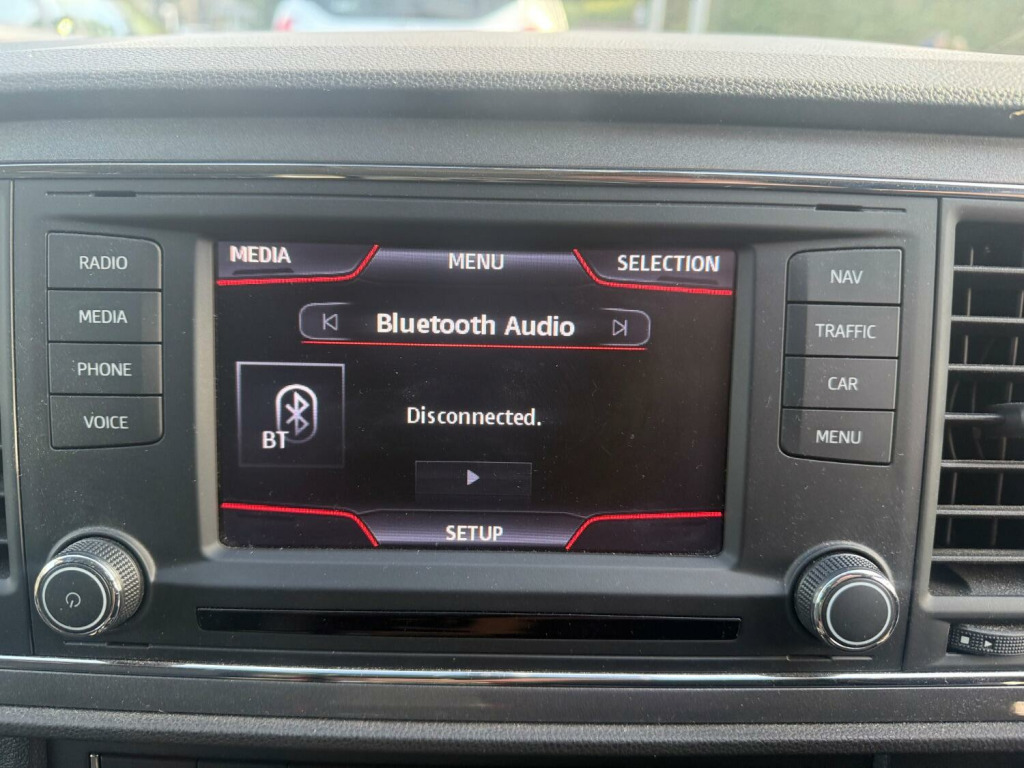 RADIO
MEDIA
PHONE
VOICE
MEDIA
MENU
SELECTION
Bluetooth Audio
BT
Disconnected.
SETUP
NAV
TRAFFIC
CAR
MENU